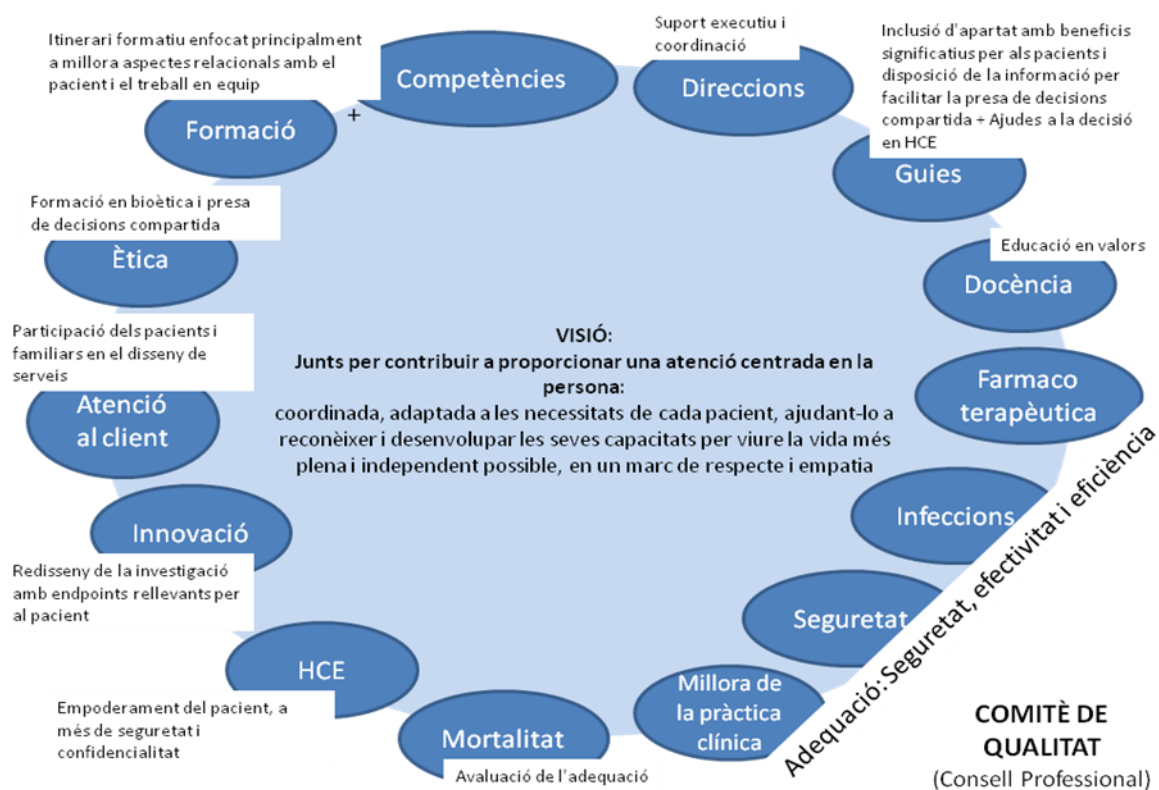 Itinerari formatiu enfocat principalment
a millora aspectes relacionals amb el
pacient i el treball en equip
Formació
+
Competències
Suport executiu i
coordinació
Direccions
Inclusió d'apartat amb beneficis
significatius per als pacients i
disposició de la informació per
facilitar la presa de decisions
compartida + Ajudes a la decisió
en HCE
Guies
Educació en valors
Docència
Farmaco
terapèutica
Infeccions
Seguretat
Millora de
la pràctica
clínica
Adequació: Seguretat, efectivitat i eficiència
Formació en bioètica i presa
de decisions compartida
Ètica
Participació dels pacients i
familiars en el disseny de
serveis
Atenció
al client
Innovació
Redisseny de la investigació
amb endpoints rellevants per
al pacient
HCE
Empoderament del pacient, a
més de seguretat i
confidencialitat
Mortalitat
Avaluació de l'adequació
VISIÓ:
Junts per contribuir a proporcionar una atenció centrada en la
persona:
coordinada, adaptada a les necessitats de cada pacient, ajudant-lo a
reconèixer i desenvolupar les seves capacitats per viure la vida més
plena i independent possible, en un marc de respecte i empatia
COMITÈ DE
QUALITAT
(Consell Professional)